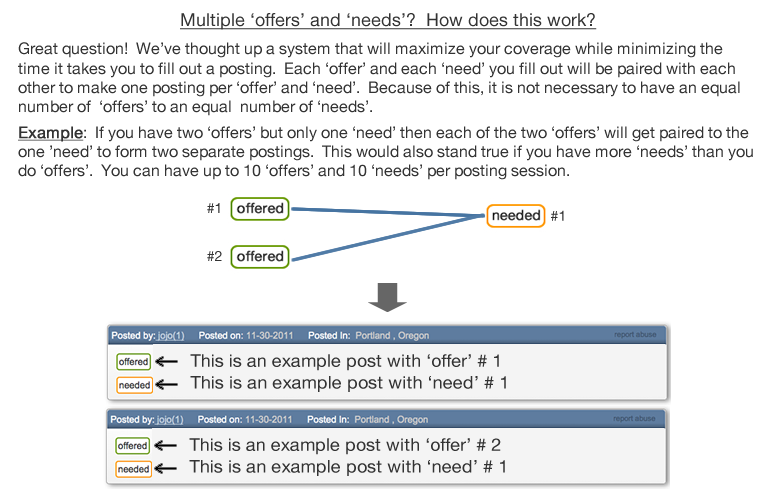 Multiple ‘offers’ and ‘needs’?  How does this work?
Great question!  We’ve thought up a system that will maximize your coverage while minimizing the
time it takes you to fill out a posting.  Each ‘offer’ and each ‘need’ you fill out will be paired with each
other to make one posting per ‘offer’ and ‘need’.  Because of this, it is not necessary to have an equal
number of  ‘offers’ to an equal  number of ‘needs’.
Example:  If you have two ‘offers’ but only one ‘need’ then each of the two ‘offers’ will get paired to the
one ’need’ to form two separate postings.  This would also stand true if you have more ‘needs’ than you
do ‘offers’.  You can have up to 10 ‘offers’ and 10 ‘needs’ per posting session.
#1 offered
needed #1
#2 offered
Posted by: jojo(1) Posted on: 11-30-2011 Posted In: Portland , Oregon report abuse
offered This is an example post with ‘offer’ # 1
needed This is an example post with ‘need’ # 1
Posted by: jojo(1) Posted on: 11-30-2011 Posted In: Portland , Oregon report abuse
offered This is an example post with ‘offer’ # 2
needed This is an example post with ‘need’ # 1